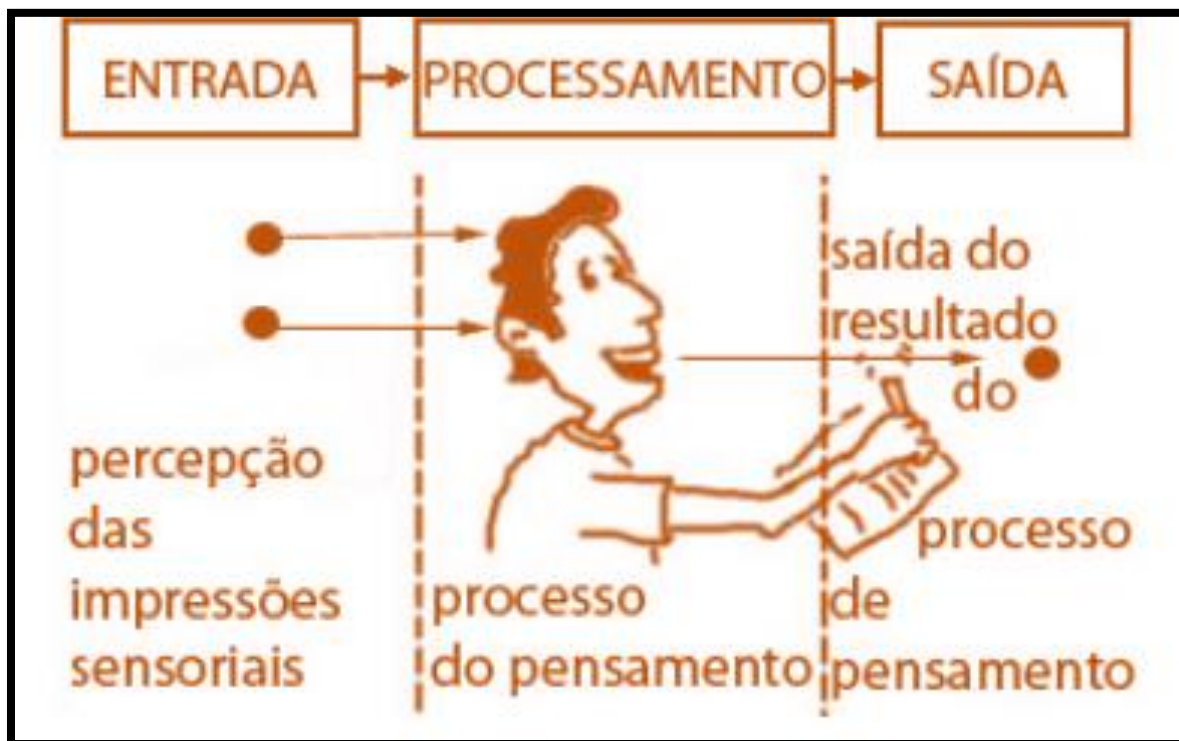 ENTRADA
PROCESSAMENTO
SAÍDA
percepção
das
impressões
sensoriais
processo
do pensamento
saída do
resultado
do
processo
de
pensamento